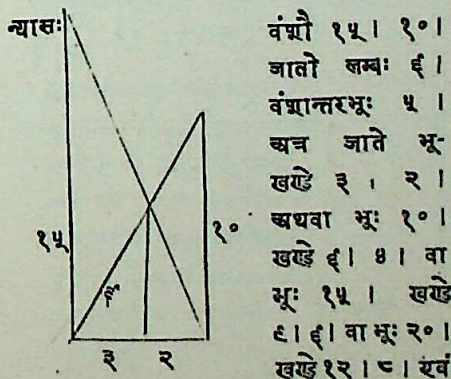 न्यासः
वंशौ १५। १०।
जातो लम्बः ६।
वंशान्तरभूः ५ ।
अत्र जाते भू-
खण्डे ३ । २ ।
अथवा भूः १०।
खण्डे ६। ४। वा
भूः १५ । खण्डे
९। ६। वा भूः २०।
खण्डे १२। ८। एवं
१५
१०
३
२